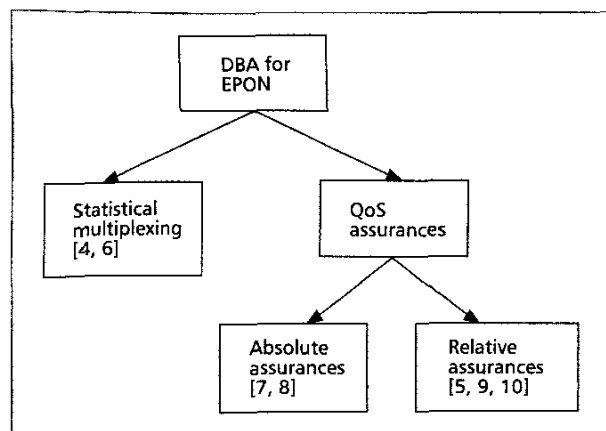 DBA for
EPON
Statistical
multiplexing
[4, 6]
QoS
assurances
Absolute
assurances
[7, 8]
Relative
assurances
[5, 9, 10]